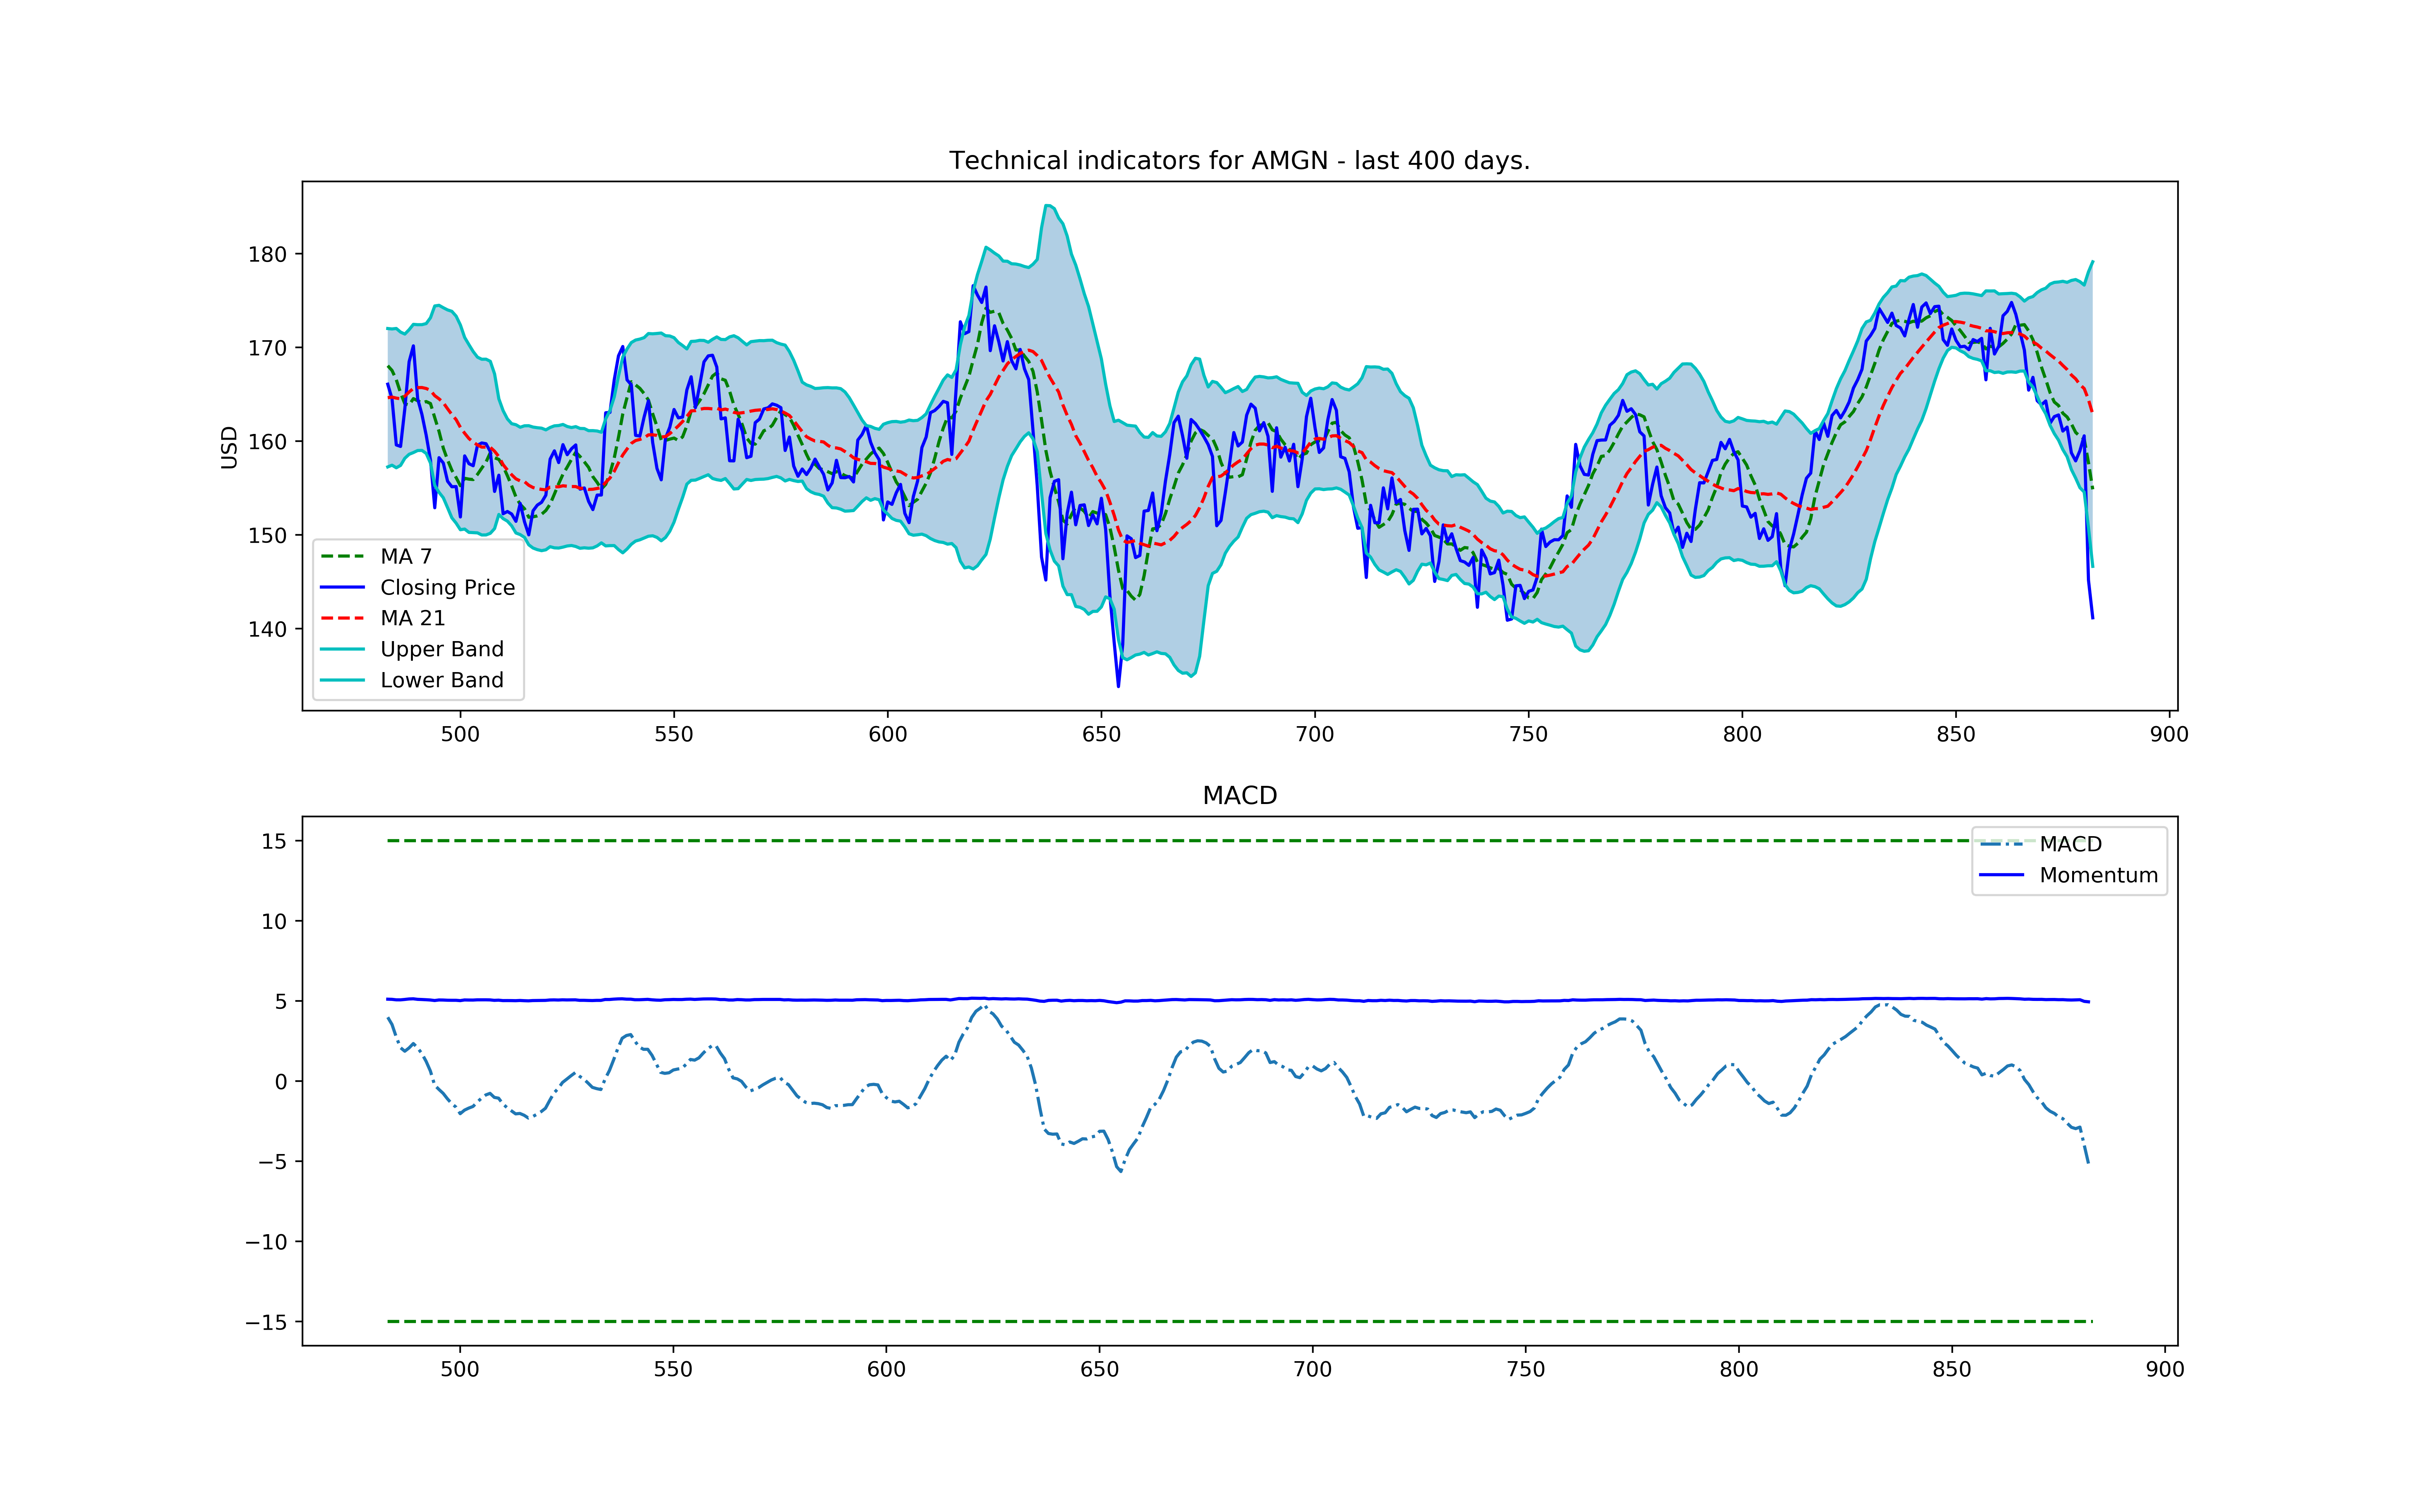 Technical indicators for AMGN - last 400 days.
USD
180
170
160
150
140
MA 7
Closing Price
MA 21
Upper Band
Lower Band
500 550 600 650 700 750 800 850 900
MACD
15
10
5
0
−5
−10
−15
MACD
Momentum
500 550 600 650 700 750 800 850 900